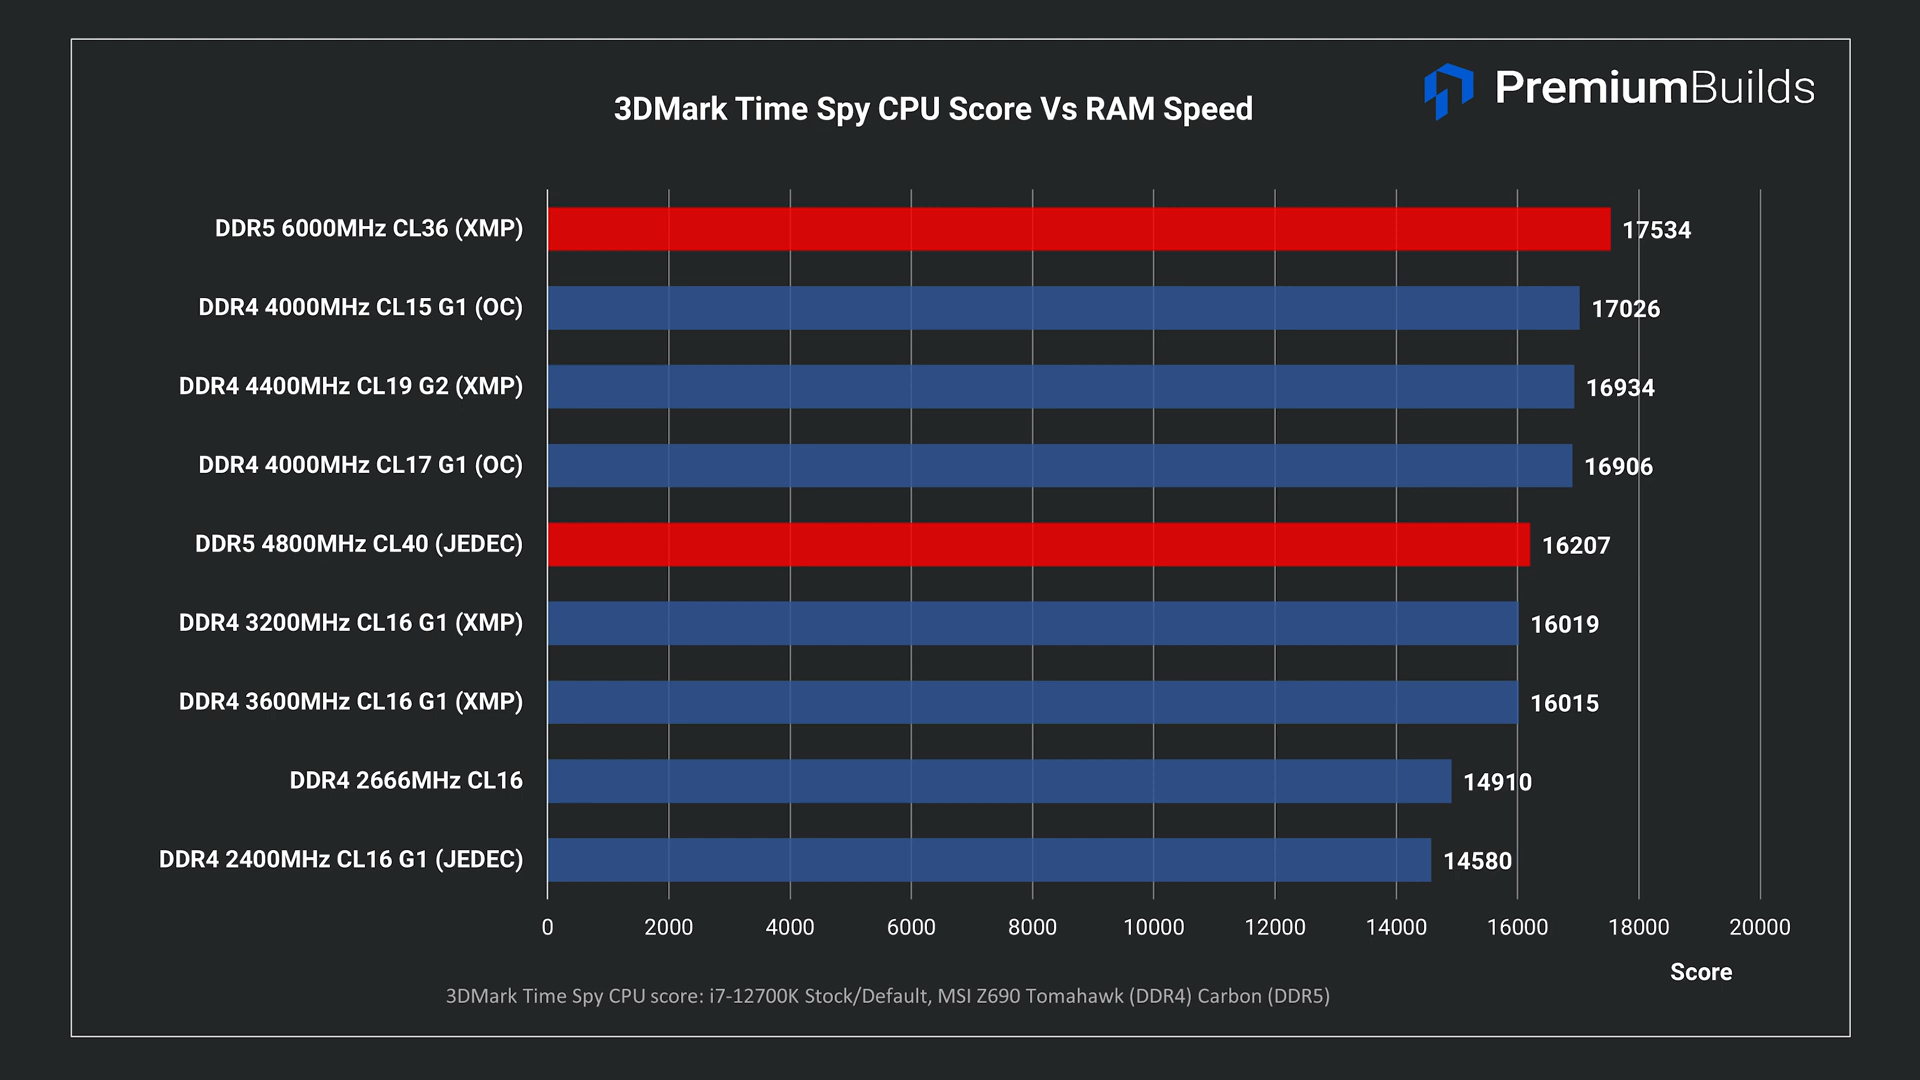 PremiumBuilds
3DMark Time Spy CPU Score Vs RAM Speed
DDR5 6000MHz CL36 (XMP) 17534
DDR4 4000MHz CL15 G1 (OC) 17026
DDR4 4400MHz CL19 G2 (XMP) 16934
DDR4 4000MHz CL17 G1 (OC) 16906
DDR5 4800MHz CL40 (JEDEC) 16207
DDR4 3200MHz CL16 G1 (XMP) 16019
DDR4 3600MHz CL16 G1 (XMP) 16015
DDR4 2666MHz CL16 14910
DDR4 2400MHz CL16 G1 (JEDEC) 14580
0 2000 4000 6000 8000 10000 12000 14000 16000 18000 20000
Score
3DMark Time Spy CPU score: i7-12700K Stock/Default, MSI Z690 Tomahawk (DDR4) Carbon (DDR5)